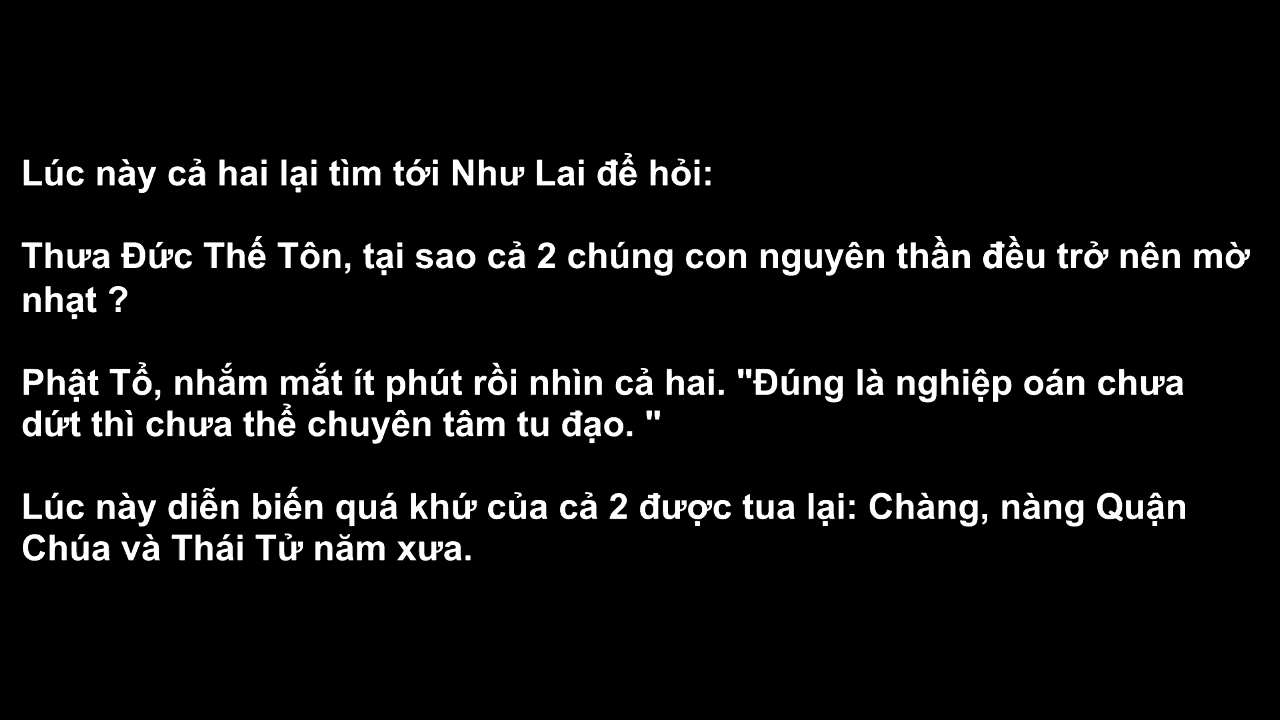 Lúc này cả hai lại tìm tới Như Lai để hỏi:
Thưa Đức Thế Tôn, tại sao cả 2 chúng con nguyên thần đều trở nên mờ
nhạt ?
Phật Tổ, nhắm mắt ít phút rồi nhìn cả hai. "Đúng là nghiệp oán chưa
dứt thì chưa thể chuyên tâm tu đạo. "
Lúc này diễn biến quá khứ của cả 2 được tua lại: Chàng, nàng Quận
Chúa và Thái Tử năm xưa.